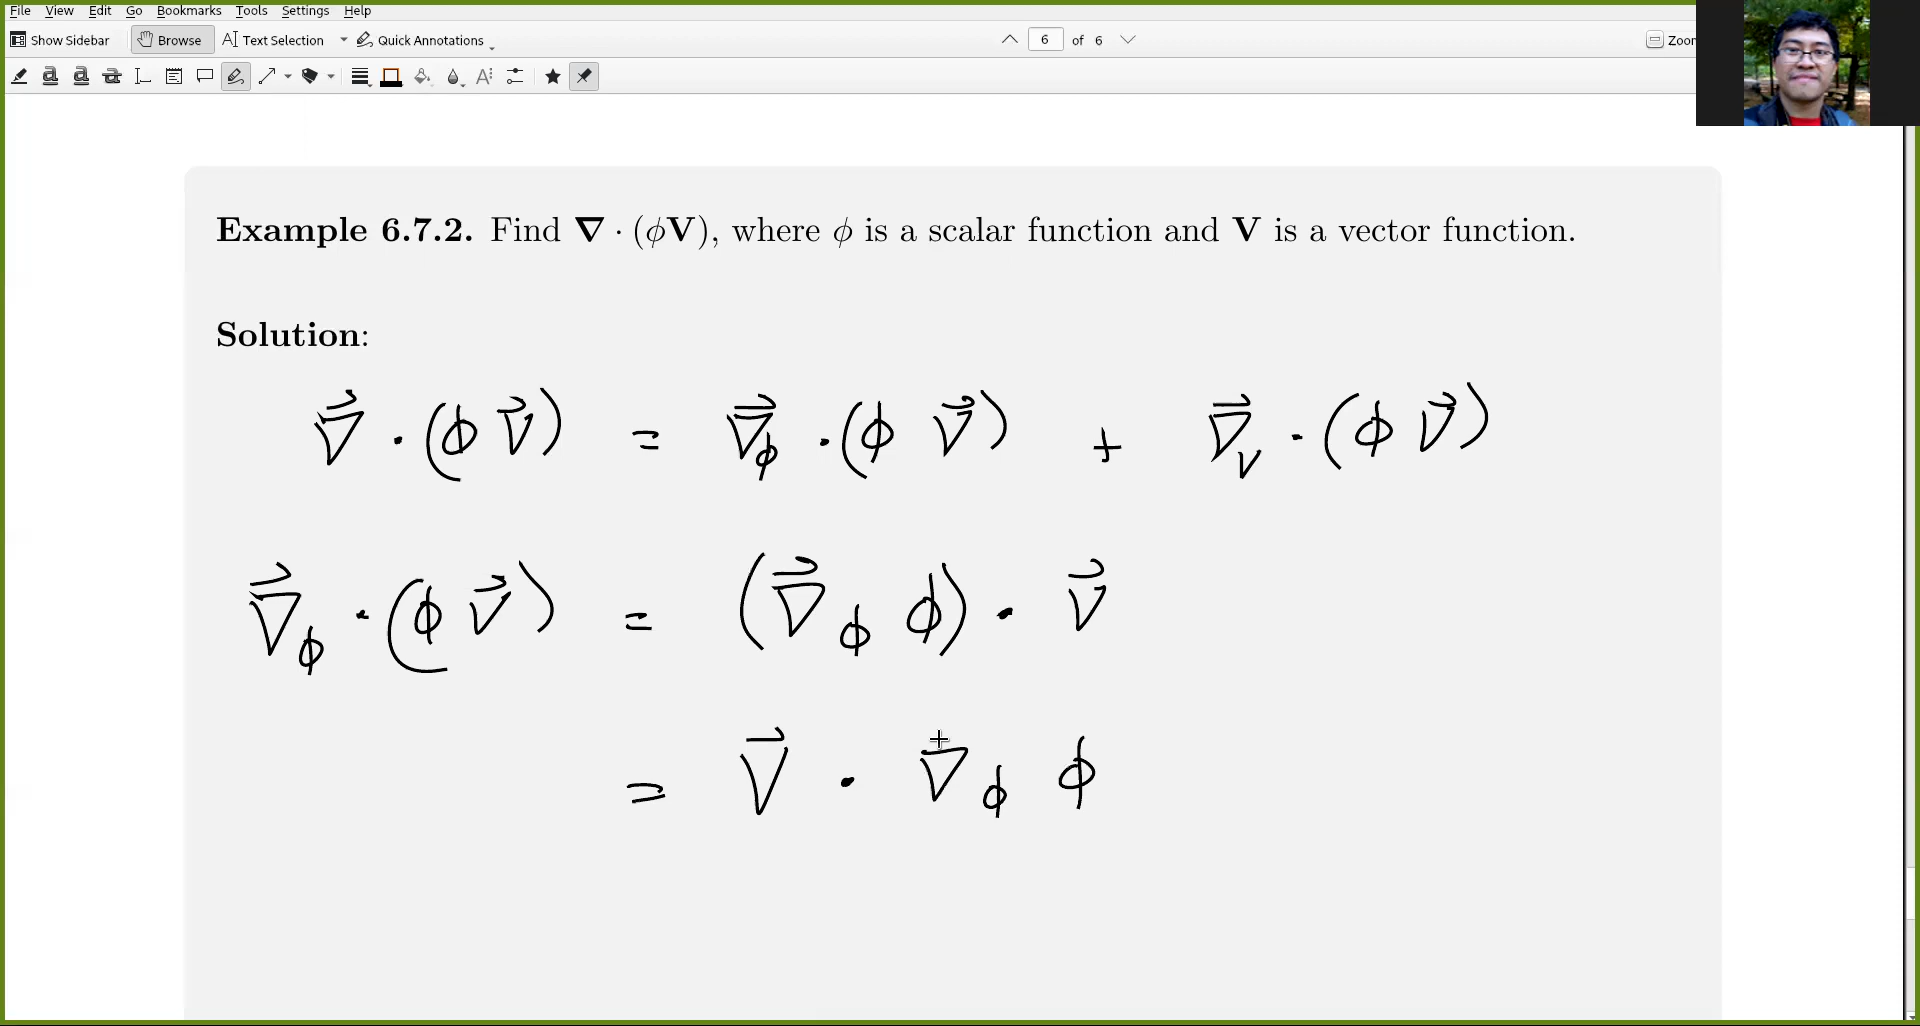 File View Edit Go Bookmarks Tools Settings Help
Show Sidebar Browse Text Selection Quick Annotations 6 of 6 Zoo
Example 6.7.2. Find ∇ · (ϕV), where ϕ is a scalar function and V is a vector function.
Solution:
∇⃗ · (ϕ V⃗) = ∇⃗_ϕ · (ϕ V⃗) + ∇⃗_V · (ϕ V⃗)
∇⃗_ϕ · (ϕ V⃗) = (∇⃗_ϕ ϕ) · V⃗
= V⃗ · ∇_ϕ ϕ